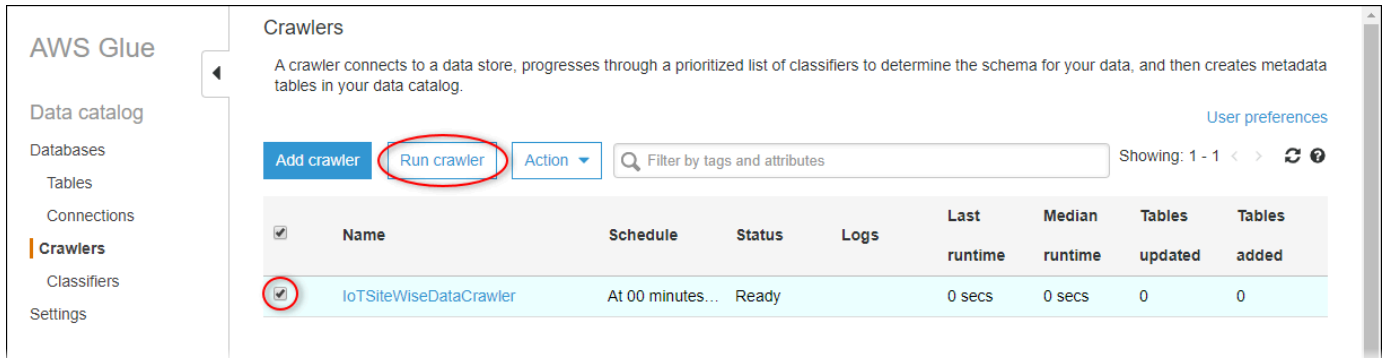 AWS Glue
Data catalog
Databases
Tables
Connections
Crawlers
Classifiers
Settings
Crawlers
A crawler connects to a data store, progresses through a prioritized list of classifiers to determine the schema for your data, and then creates metadata
tables in your data catalog.
User preferences
Add crawler Run crawler Action Filter by tags and attributes Showing: 1 - 1 < >
Name Schedule Status Logs Last runtime Median runtime Tables updated Tables added
IoTSiteWiseDataCrawler At 00 minutes... Ready 0 secs 0 secs 0 0